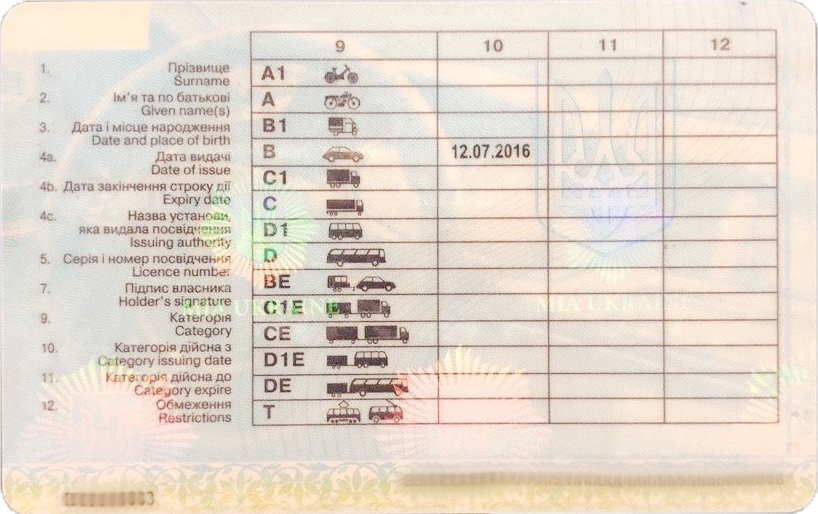 9 10 11 12
1. Прізвище
Surname
2. Ім'я та по батькові
Given name(s)
3. Дата і місце народження
Date and place of birth
4a. Дата видачі
Date of issue
4b. Дата закінчення строку дії
Expiry date
4c. Назва установи,
яка видала посвідчення
Issuing authority
5. Серія і номер посвідчення
Licence number
7. Підпис власника
Holder's signature
9. Категорія
Category
10. Категорія дійсна з
Category issuing date
11. Категорія дійсна до
Category expire
12. Обмеження
Restrictions
A1
A
B1
B 12.07.2016
C1
C
D1
D
BE
C1E
CE
D1E
DE
T
MIA UKRAINE MIA UKRAINE